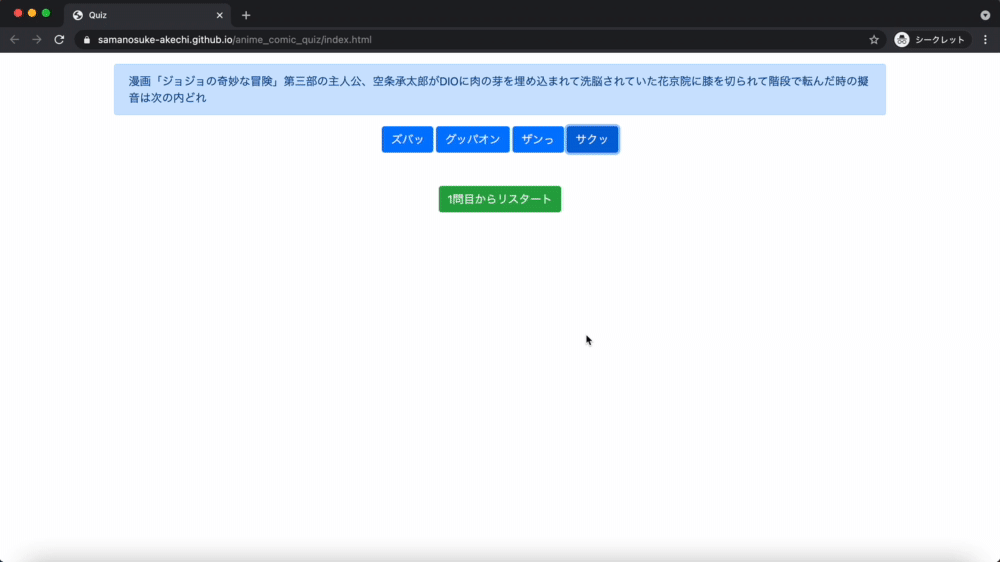 Quiz
samanosuke-akechi.github.io/anime_comic_quiz/index.html
シークレット
漫画「ジョジョの奇妙な冒険」第三部の主人公、空条承太郎がDIOに肉の芽を埋め込まれて洗脳されていた花京院に膝を切られて階段で転んだ時の擬
音は次の内どれ
ズバッ グッパオン ザンっ サクッ
1問目からリスタート